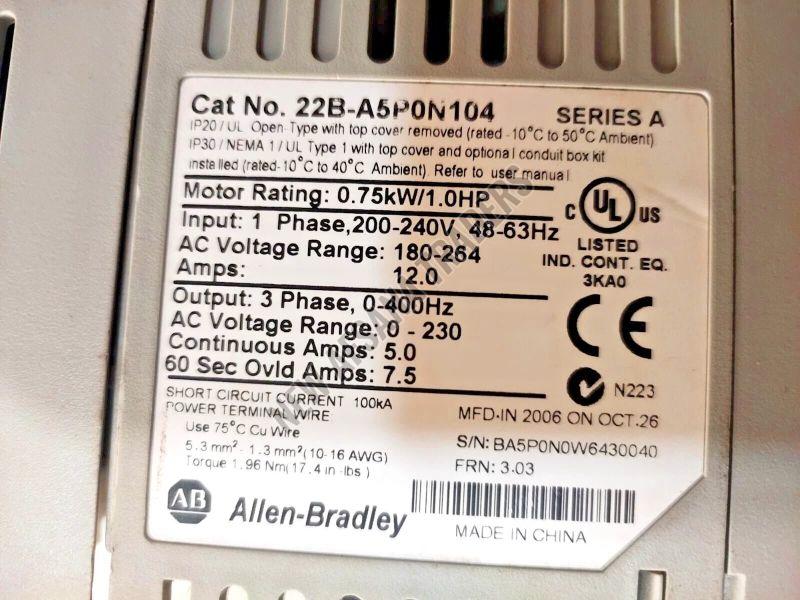 Cat No. 22B-A5P0N104 SERIES A
IP20/UL Open-Type with top cover removed (rated -10°C to 50°C Ambient)
IP30/NEMA 1/UL Type 1 with top cover and optional conduit box kit
installed (rated-10°C to 40°C Ambient). Refer to user manual
Motor Rating: 0.75kW/1.0HP
Input: 1 Phase,200-240V, 48-63Hz
AC Voltage Range: 180-264
Amps: 12.0
Output: 3 Phase, 0-400Hz
AC Voltage Range: 0 - 230
Continuous Amps: 5.0
60 Sec Ovld Amps: 7.5
C UL US
LISTED
IND. CONT. EQ.
3KA0
CE
N223
SHORT CIRCUIT CURRENT 100kA
POWER TERMINAL WIRE
Use 75°C Cu Wire
5.3 mm² - 1.3 mm²(10-16 AWG)
Torque 1.96 Nm(17.4 in-lbs)
MFD-IN 2006 ON OCT.26
S/N: BA5P0N0W6430040
FRN: 3.03
AB Allen-Bradley
MADE IN CHINA